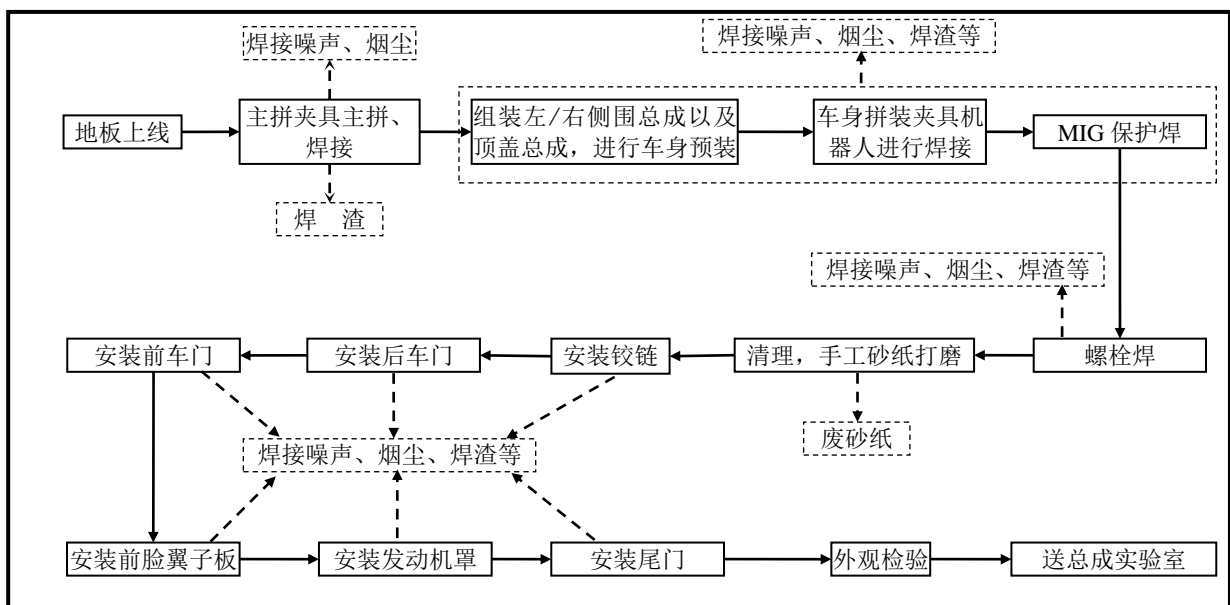 焊接噪声、烟尘
焊接噪声、烟尘、焊渣等
地板上线
主拼夹具主拼、
焊接
组装左/右侧围总成以及
顶盖总成，进行车身预装
车身拼装夹具机
器人进行焊接
MIG 保护焊
焊 渣
焊接噪声、烟尘、焊渣等
安装前车门
安装后车门
安装铰链
清理，手工砂纸打磨
螺栓焊
废砂纸
焊接噪声、烟尘、焊渣等
安装前脸翼子板
安装发动机罩
安装尾门
外观检验
送总成实验室